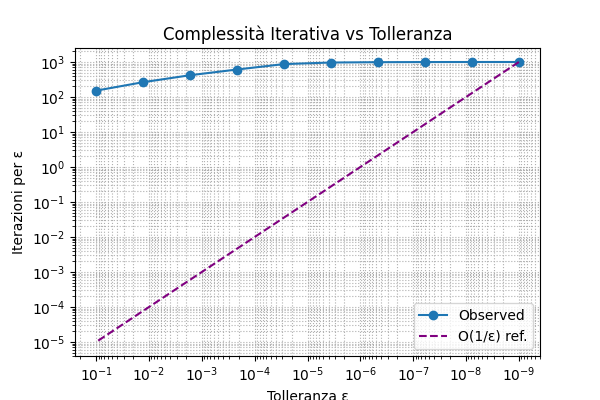 Complessità Iterativa vs Tolleranza
Iterazioni per ε
10³
10²
10¹
10⁰
10⁻¹
10⁻²
10⁻³
10⁻⁴
10⁻⁵
Observed
O(1/ε) ref.
10⁻¹ 10⁻² 10⁻³ 10⁻⁴ 10⁻⁵ 10⁻⁶ 10⁻⁷ 10⁻⁸ 10⁻⁹
Tolleranza ε